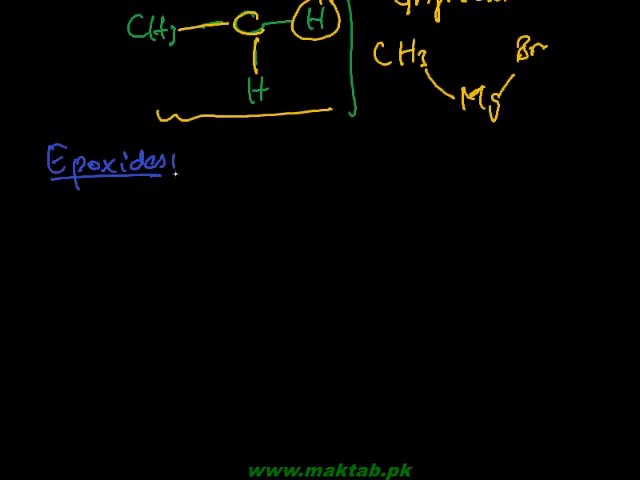 CH3 C H
H
CH3 Mg Br
Epoxides:
www.maktab.pk